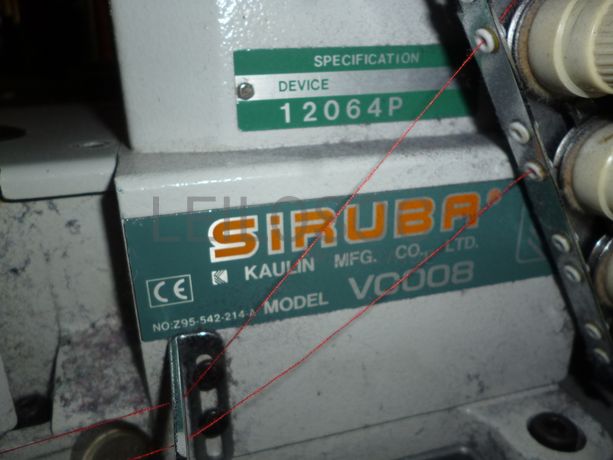 SPECIFICATION
DEVICE
12064P
SIRUBA®
KAULIN MFG. CO., LTD.
CE
MODEL VC008
NO:Z95-542-214-A